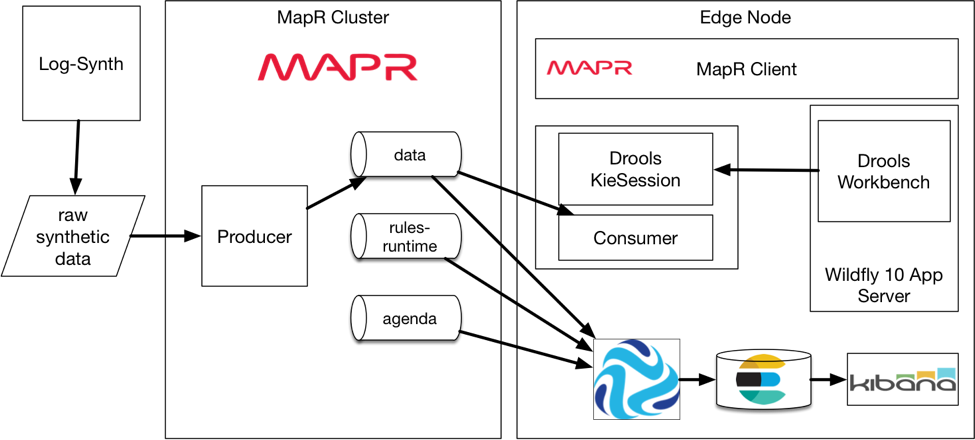 MapR Cluster
Edge Node
Log-Synth
MAPR
MAPR
MapR Client
data
Drools
KieSession
Drools
Workbench
raw
synthetic
data
Producer
rules-
runtime
Consumer
Wildfly 10 App
Server
agenda
kibana